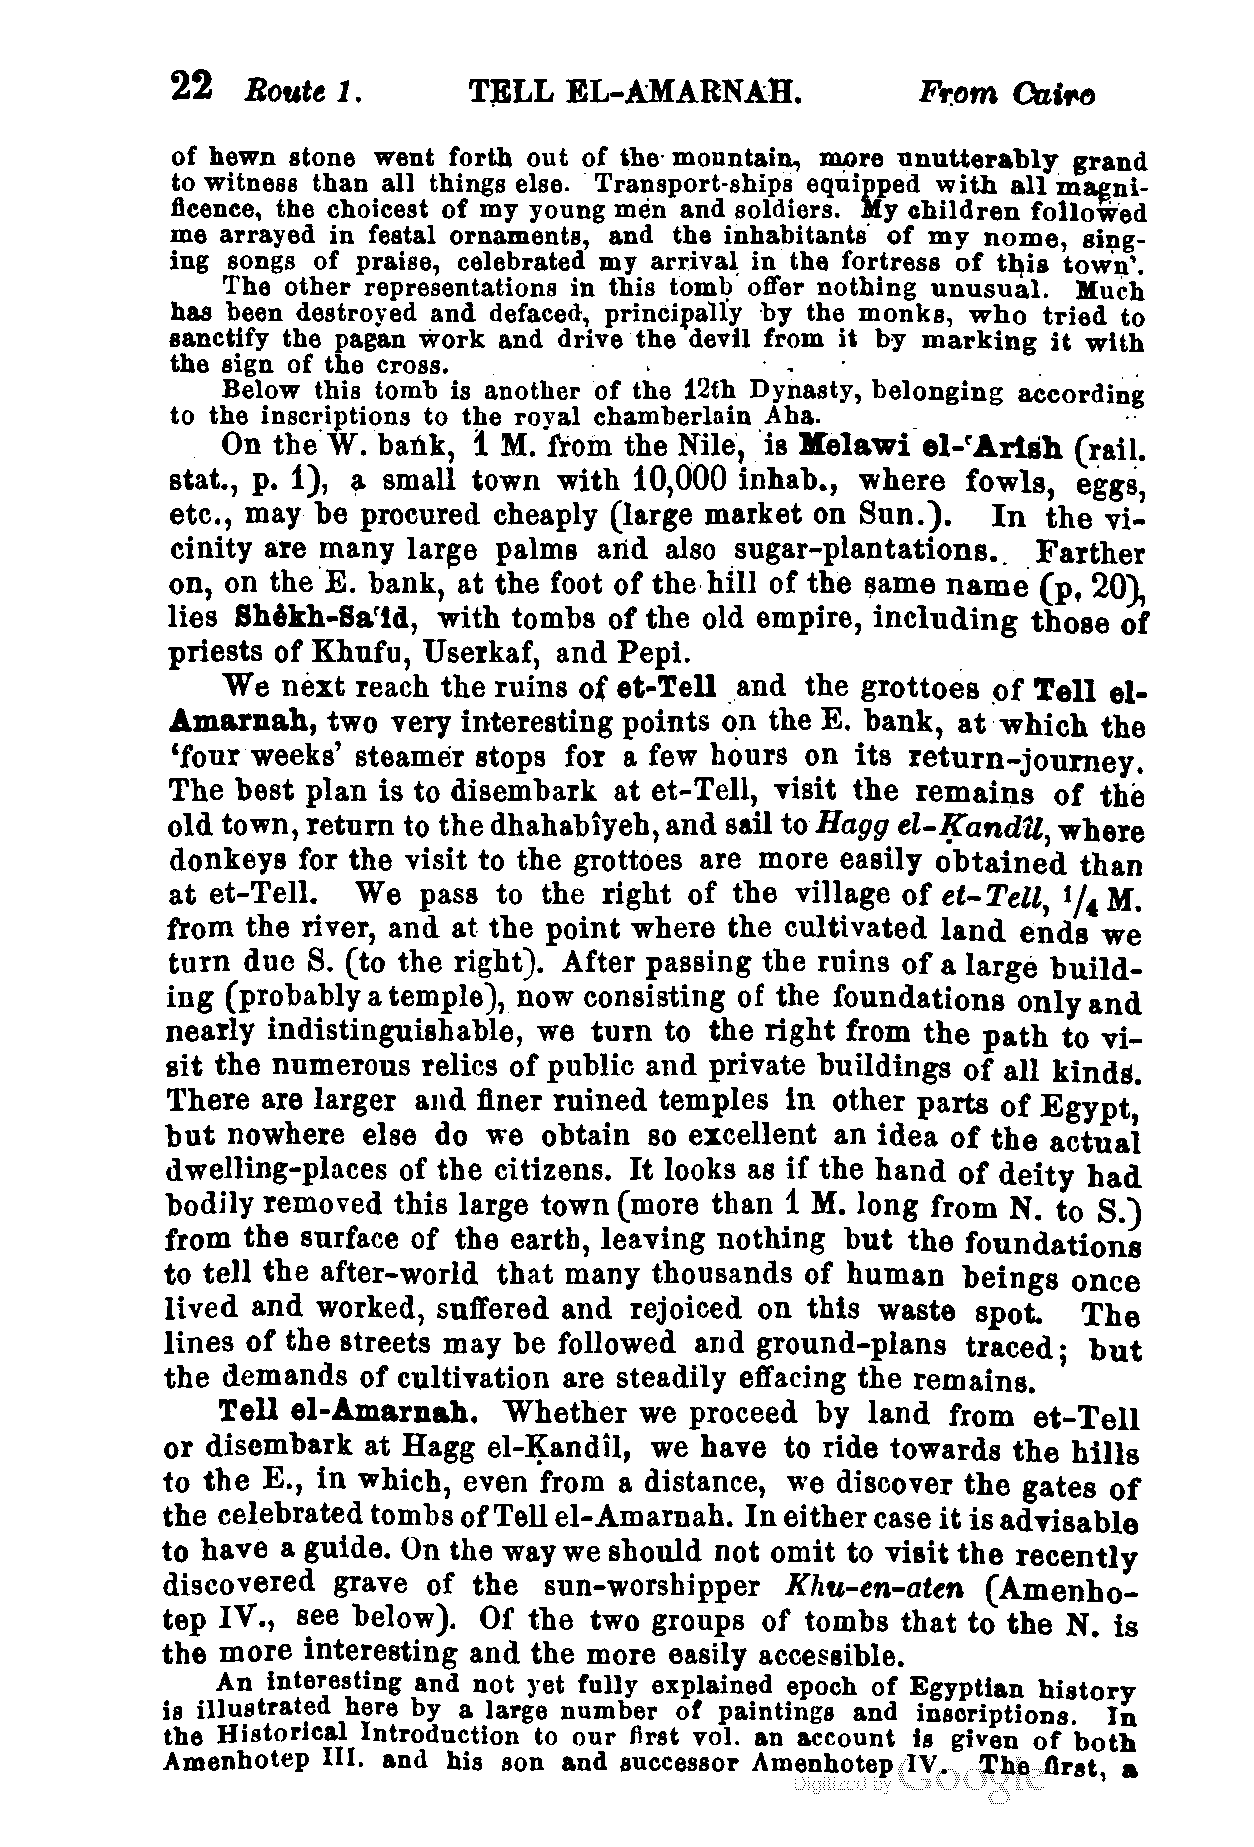 22 Route 1. TELL EL-AMARNAH. From Cairo
of hewn stone went forth out of the mountain, more unutterably grand
to witness than all things else. Transport-ships equipped with all magni-
ficence, the choicest of my young men and soldiers. My children followed
me arrayed in festal ornaments, and the inhabitants of my nome, sing-
ing songs of praise, celebrated my arrival in the fortress of this town'.
The other representations in this tomb offer nothing unusual. Much
has been destroyed and defaced, principally by the monks, who tried to
sanctify the pagan work and drive the devil from it by marking it with
the sign of the cross.
Below this tomb is another of the 12th Dynasty, belonging according
to the inscriptions to the royal chamberlain Aha.
On the W. bank, 1 M. from the Nile, is Melawi el-ʿArîsh (rail.
stat., p. 1), a small town with 10,000 inhab., where fowls, eggs,
etc., may be procured cheaply (large market on Sun.). In the vi-
cinity are many large palms and also sugar-plantations. Farther
on, on the E. bank, at the foot of the hill of the same name (p. 20),
lies Shêkh-Saʿîd, with tombs of the old empire, including those of
priests of Khufu, Userkaf, and Pepi.
We next reach the ruins of et-Tell and the grottoes of Tell el-
Amarnah, two very interesting points on the E. bank, at which the
'four weeks' steamer stops for a few hours on its return-journey.
The best plan is to disembark at et-Tell, visit the remains of the
old town, return to the dhahabîyeh, and sail to Hagg el-Ḳandîl, where
donkeys for the visit to the grottoes are more easily obtained than
at et-Tell. We pass to the right of the village of et-Tell, 1/4 M.
from the river, and at the point where the cultivated land ends we
turn due S. (to the right). After passing the ruins of a large build-
ing (probably a temple), now consisting of the foundations only and
nearly indistinguishable, we turn to the right from the path to vi-
sit the numerous relics of public and private buildings of all kinds.
There are larger and finer ruined temples in other parts of Egypt,
but nowhere else do we obtain so excellent an idea of the actual
dwelling-places of the citizens. It looks as if the hand of deity had
bodily removed this large town (more than 1 M. long from N. to S.)
from the surface of the earth, leaving nothing but the foundations
to tell the after-world that many thousands of human beings once
lived and worked, suffered and rejoiced on this waste spot. The
lines of the streets may be followed and ground-plans traced; but
the demands of cultivation are steadily effacing the remains.
Tell el-Amarnah. Whether we proceed by land from et-Tell
or disembark at Hagg el-Ḳandîl, we have to ride towards the hills
to the E., in which, even from a distance, we discover the gates of
the celebrated tombs of Tell el-Amarnah. In either case it is advisable
to have a guide. On the way we should not omit to visit the recently
discovered grave of the sun-worshipper Khu-en-aten (Amenho-
tep IV., see below). Of the two groups of tombs that to the N. is
the more interesting and the more easily accessible.
An interesting and not yet fully explained epoch of Egyptian history
is illustrated here by a large number of paintings and inscriptions. In
the Historical Introduction to our first vol. an account is given of both
Amenhotep III. and his son and successor Amenhotep IV. The first, a
Digitized by Google